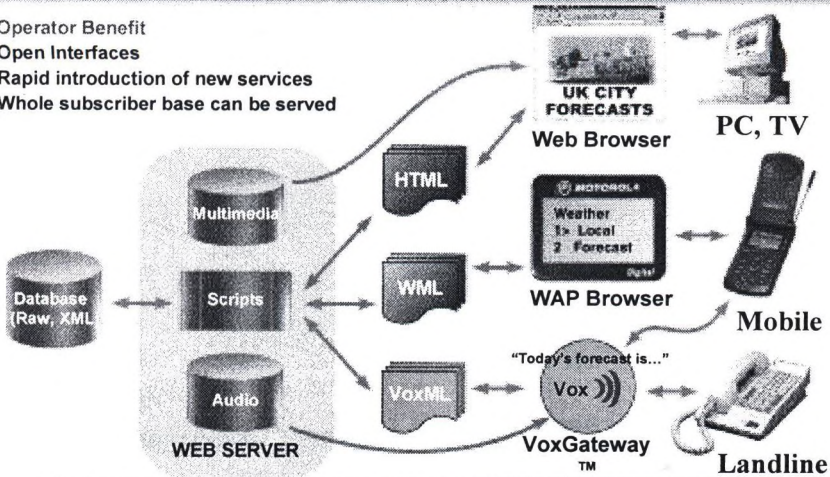 Operator Benefit
Open Interfaces
Rapid introduction of new services
Whole subscriber base can be served
UK CITY
FORECASTS
Web Browser
PC, TV
Multimedia
HTML
MOTOROLA
Weather
1> Local
2 Forecast
Digital
WAP Browser
Mobile
Database
(Raw, XML
Scripts
WML
"Today's forecast is..."
Vox
Audio
VoxML
WEB SERVER
VoxGateway
TM
Landline